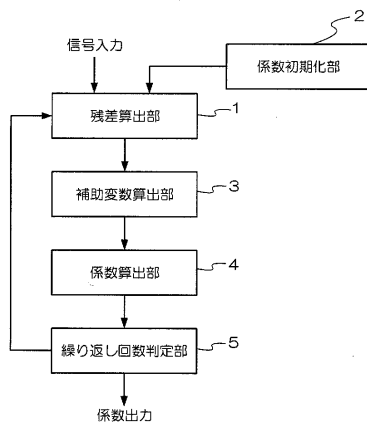 信号入力
2
係数初期化部
残差算出部
1
補助変数算出部
3
係数算出部
4
繰り返し回数判定部
5
係数出力